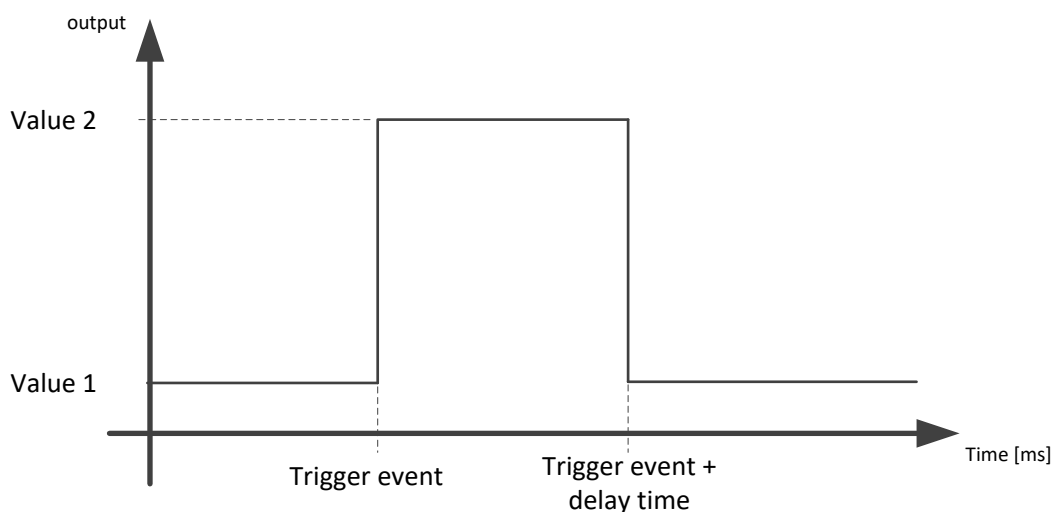 output
Value 2
Value 1
Time [ms]
Trigger event
Trigger event +
delay time